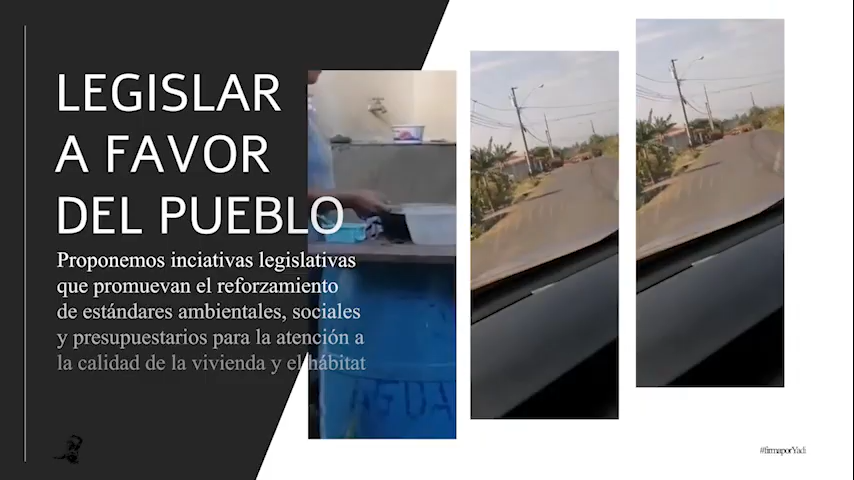 LEGISLAR
A FAVOR
DEL PUEBLO
Proponemos inciativas legislativas
que promuevan el reforzamiento
de estándares ambientales, sociales
y presupuestarios para la atención a
la calidad de la vivienda y el hábitat
AGUA
#firmaporYadi